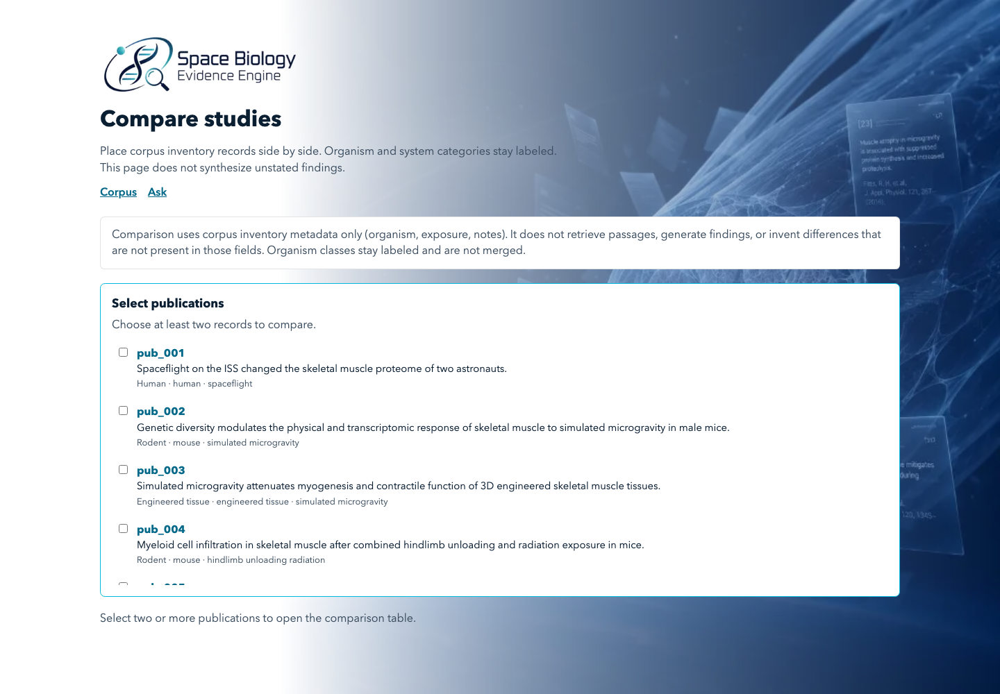 Space Biology
Evidence Engine
Compare studies
Place corpus inventory records side by side. Organism and system categories stay labeled.
This page does not synthesize unstated findings.
Corpus Ask
[23]
Muscle atrophy in microgravity
is associated with suppressed
protein synthesis and increased
proteolysis.
Fitts, R. H. et al,
J. Appl. Physiol. 121, 267–
(2014).
Comparison uses corpus inventory metadata only (organism, exposure, notes). It does not retrieve passages, generate findings, or invent differences that
are not present in those fields. Organism classes stay labeled and are not merged.
Select publications
Choose at least two records to compare.
pub_001
Spaceflight on the ISS changed the skeletal muscle proteome of two astronauts.
Human · human · spaceflight
pub_002
Genetic diversity modulates the physical and transcriptomic response of skeletal muscle to simulated microgravity in male mice.
Rodent · mouse · simulated microgravity
pub_003
Simulated microgravity attenuates myogenesis and contractile function of 3D engineered skeletal muscle tissues.
Engineered tissue · engineered tissue · simulated microgravity
pub_004
Myeloid cell infiltration in skeletal muscle after combined hindlimb unloading and radiation exposure in mice.
Rodent · mouse · hindlimb unloading radiation
mitigates
during
120, 1345–
Select two or more publications to open the comparison table.